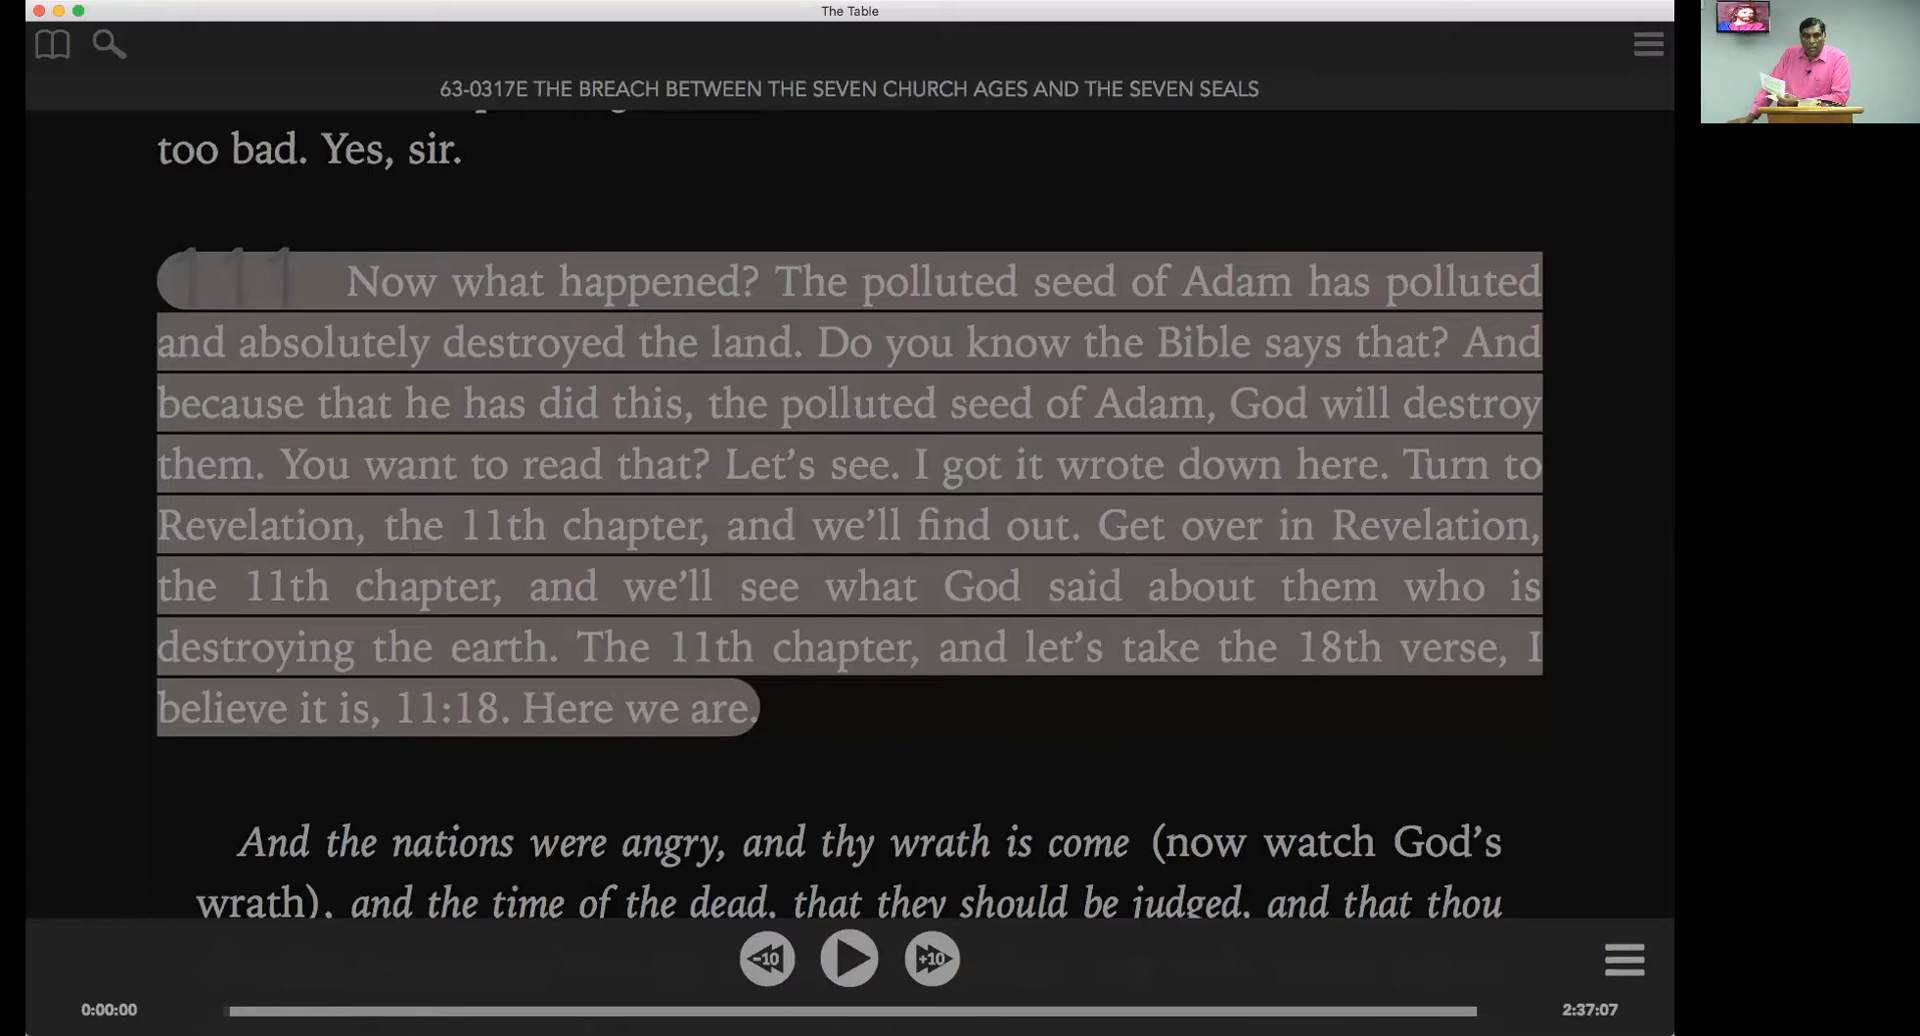 The Table
63-0317E THE BREACH BETWEEN THE SEVEN CHURCH AGES AND THE SEVEN SEALS
too bad. Yes, sir.
111 Now what happened? The polluted seed of Adam has polluted
and absolutely destroyed the land. Do you know the Bible says that? And
because that he has did this, the polluted seed of Adam, God will destroy
them. You want to read that? Let’s see. I got it wrote down here. Turn to
Revelation, the 11th chapter, and we’ll find out. Get over in Revelation,
the 11th chapter, and we’ll see what God said about them who is
destroying the earth. The 11th chapter, and let’s take the 18th verse, I
believe it is, 11:18. Here we are.
And the nations were angry, and thy wrath is come (now watch God’s
wrath), and the time of the dead, that they should be judged, and that thou
-10 +10
0:00:00 2:37:07